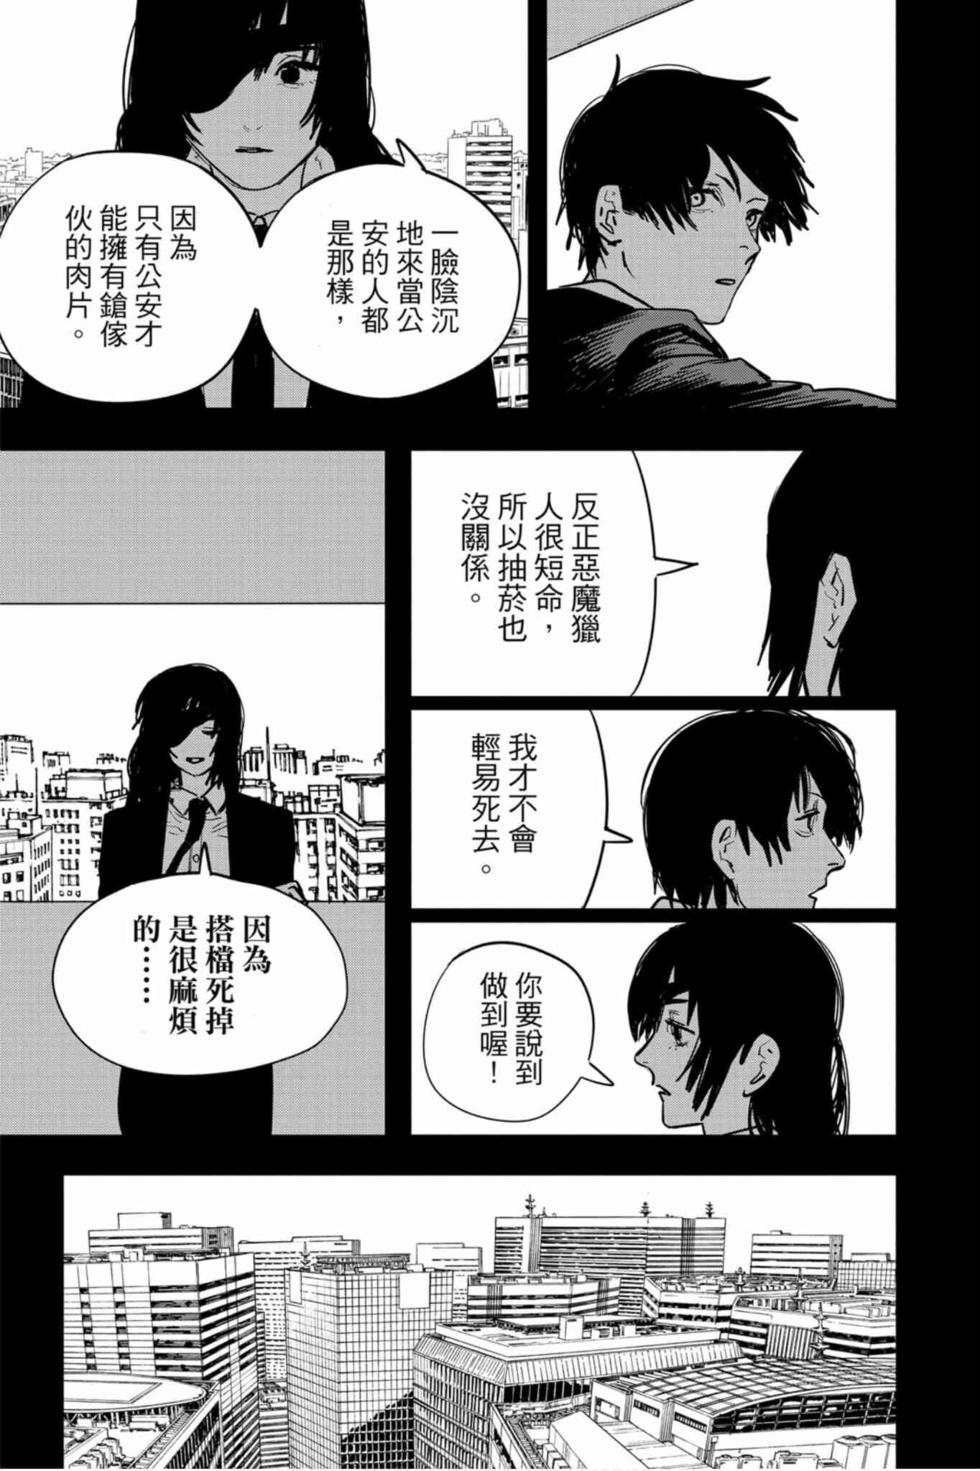 一臉陰沉
地來當公
安的人都
是那樣，
因為
只有公安才
能擁有鎗傢
伙的肉片。
反正惡魔獵
人很短命，
所以抽菸也
沒關係。
我才不會
輕易死去。
你要說到
做到喔！
因為
搭檔死掉
是很麻煩
的……